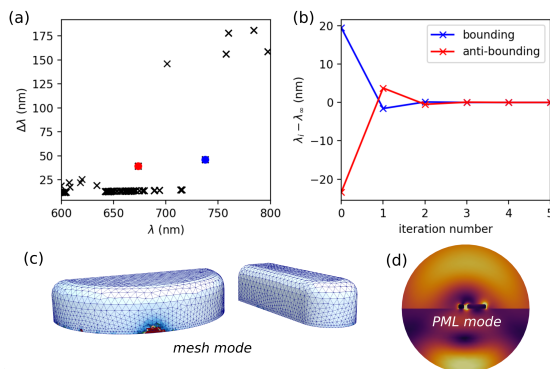 (a)
175
150
125
100
75
50
25
Δλ (nm)
600
650
700
750
800
λ (nm)
(b)
20
10
0
−10
−20
λᵢ − λ∞ (nm)
bounding
anti-bounding
0
1
2
3
4
5
iteration number
(c)
mesh mode
(d)
PML mode